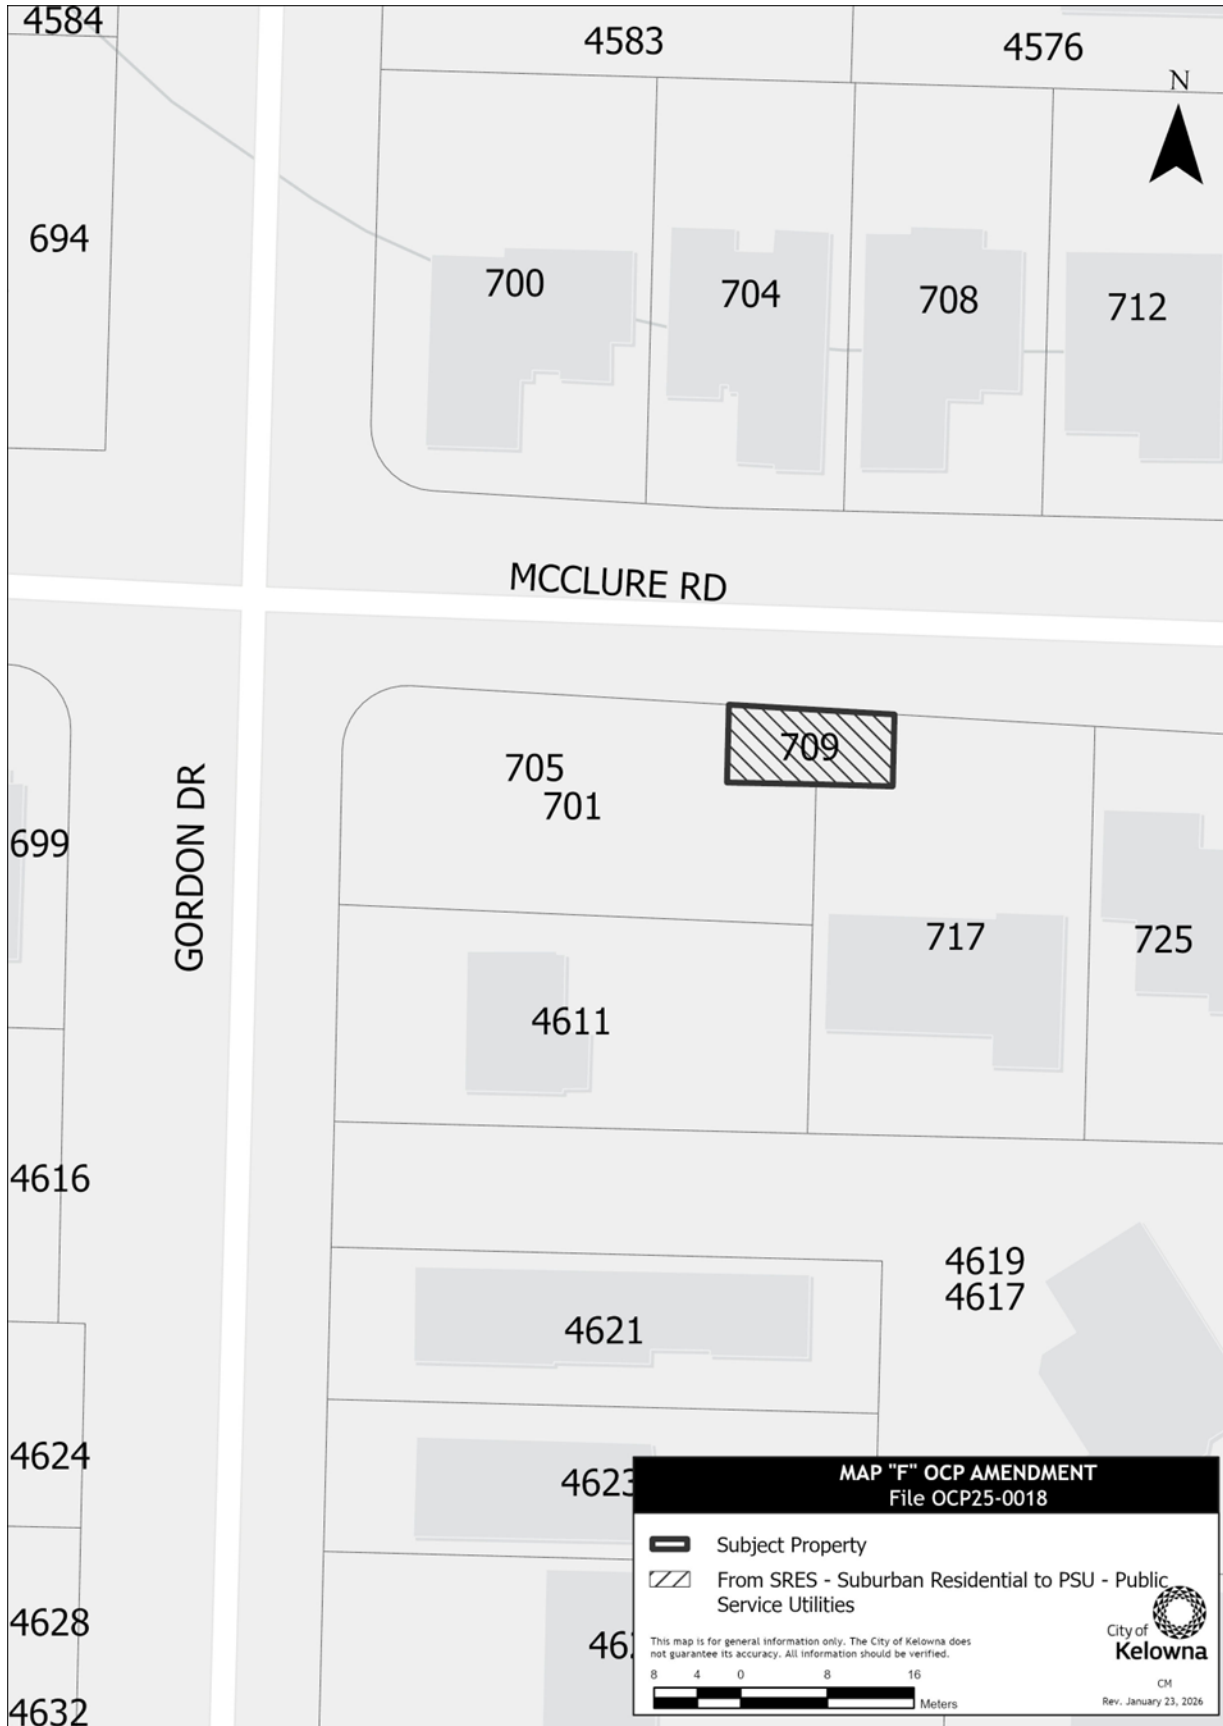 4584
4583
4576
N
694
700
704
708
712
MCCLURE RD
709
705
701
GORDON DR
699
717
725
4611
4616
4619
4617
4621
4624
4623
4628
4632
MAP "F" OCP AMENDMENT
File OCP25-0018
Subject Property
From SRES - Suburban Residential to PSU - Public
Service Utilities
City of
Kelowna
This map is for general information only. The City of Kelowna does
not guarantee its accuracy. All information should be verified.
8 4 0 8 16
Meters
CM
Rev. January 23, 2026